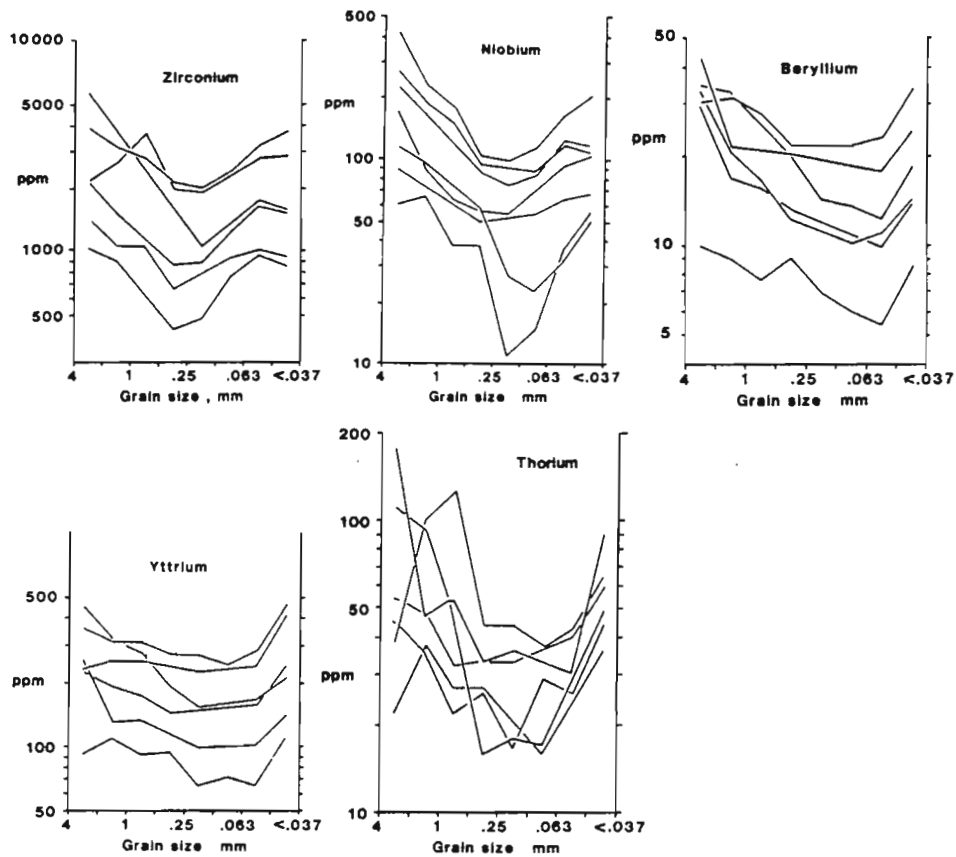 Zirconium
10000
5000
ppm
1000
500
4 1 .25 .063 <.037
Grain size , mm
Niobium
500
ppm
100
50
10
4 1 .25 .063 <.037
Grain size mm
Beryllium
50
ppm
10
5
4 1 .25 .063 <.037
Grain size mm
Yttrium
500
ppm
100
50
4 1 .25 .063 <.037
Grain size mm
Thorium
200
100
50
ppm
10
4 1 .25 .063 <.037
Grain size mm